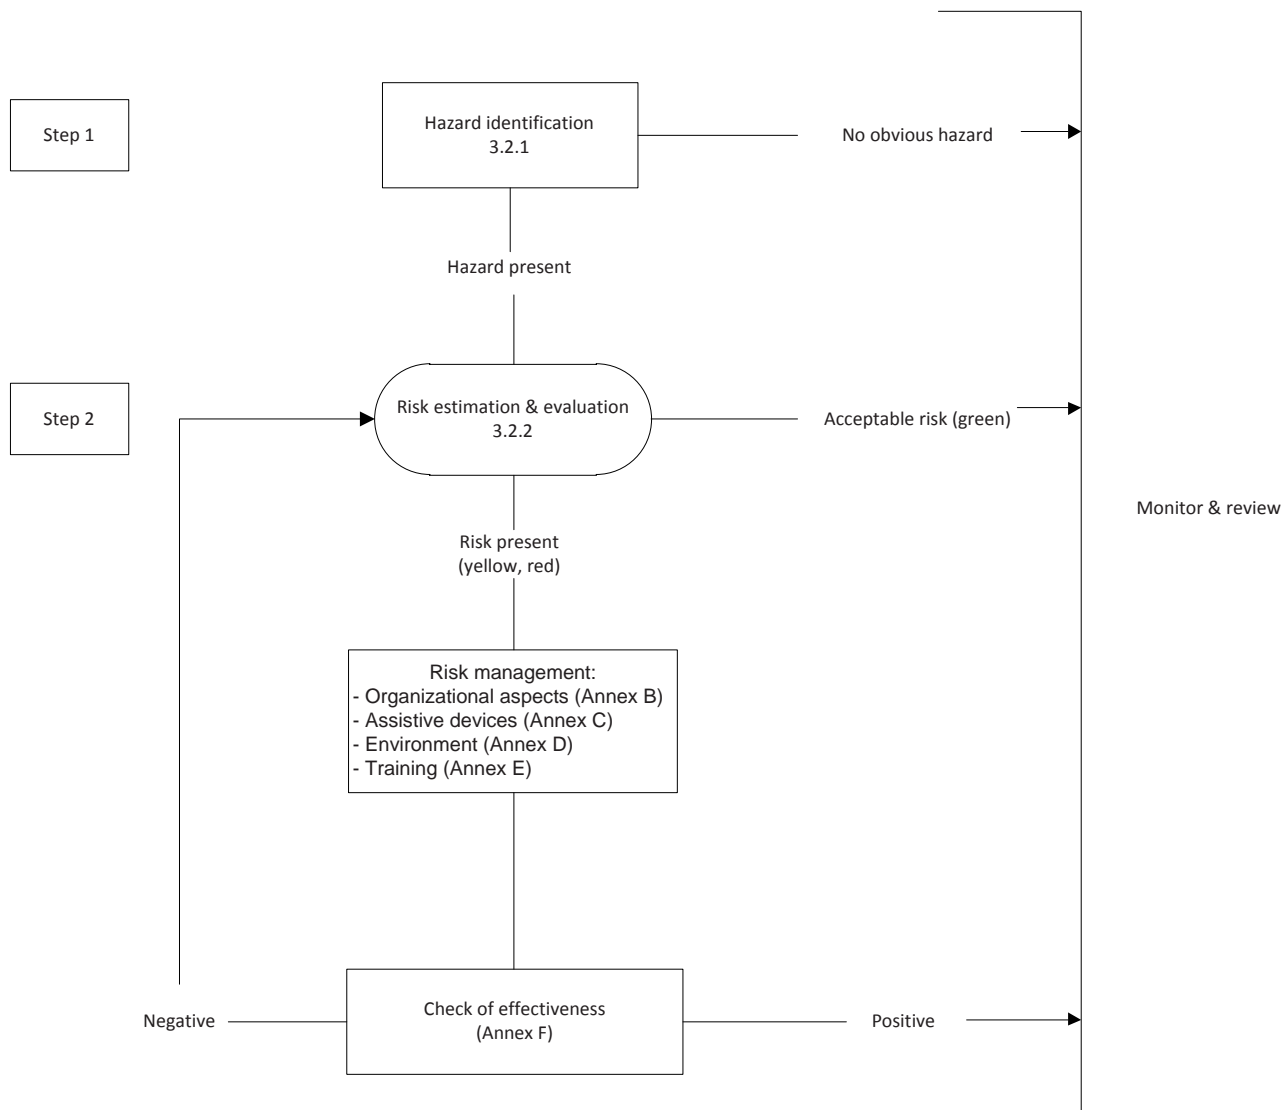 Step 1
Hazard identification
3.2.1
No obvious hazard
Hazard present
Step 2
Risk estimation & evaluation
3.2.2
Acceptable risk (green)
Monitor & review
Risk present
(yellow, red)
Risk management:
- Organizational aspects (Annex B)
- Assistive devices (Annex C)
- Environment (Annex D)
- Training (Annex E)
Negative
Check of effectiveness
(Annex F)
Positive